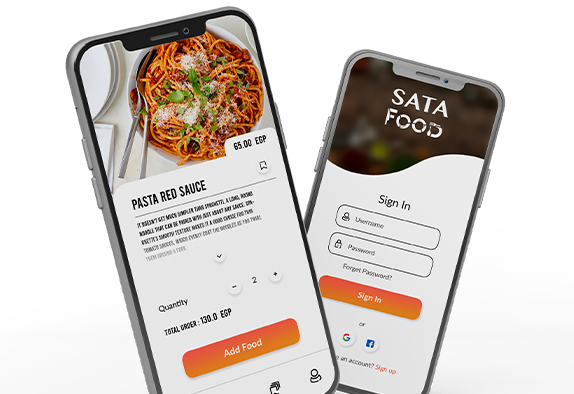 65.00 EGP
PASTA RED SAUCE
IT DOESN'T GET MUCH SIMPLER THAN SPAGHETTI, A LONG, ROUND
NOODLE THAT CAN BE PAIRED WITH JUST ABOUT ANY SAUCE.
SMOOTH TEXTURE MAKES IT A GOOD CHOICE FOR THIN
TOMATO SAUCES, WHICH EVENLY COAT THE NOODLES AS YOU TWIRL
THEM AROUND A FORK
Quantity
− 2 +
TOTAL ORDER : 130.0 EGP
Add Food
SATA
FOOD
Sign In
Username
Password
Forget Password?
Sign In
or
G f
e an account? Sign up